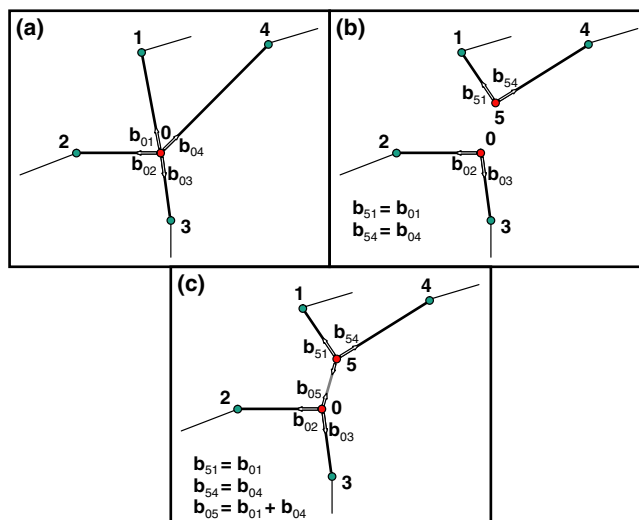 (a)
1
4
0
b01
b04
2
b02
b03
3
(b)
1
4
b54
b51
5
0
2
b02
b03
b51 = b01
b54 = b04
3
(c)
1
4
b54
b51
5
b05
2
0
b02
b03
b51 = b01
b54 = b04
b05 = b01 + b04
3